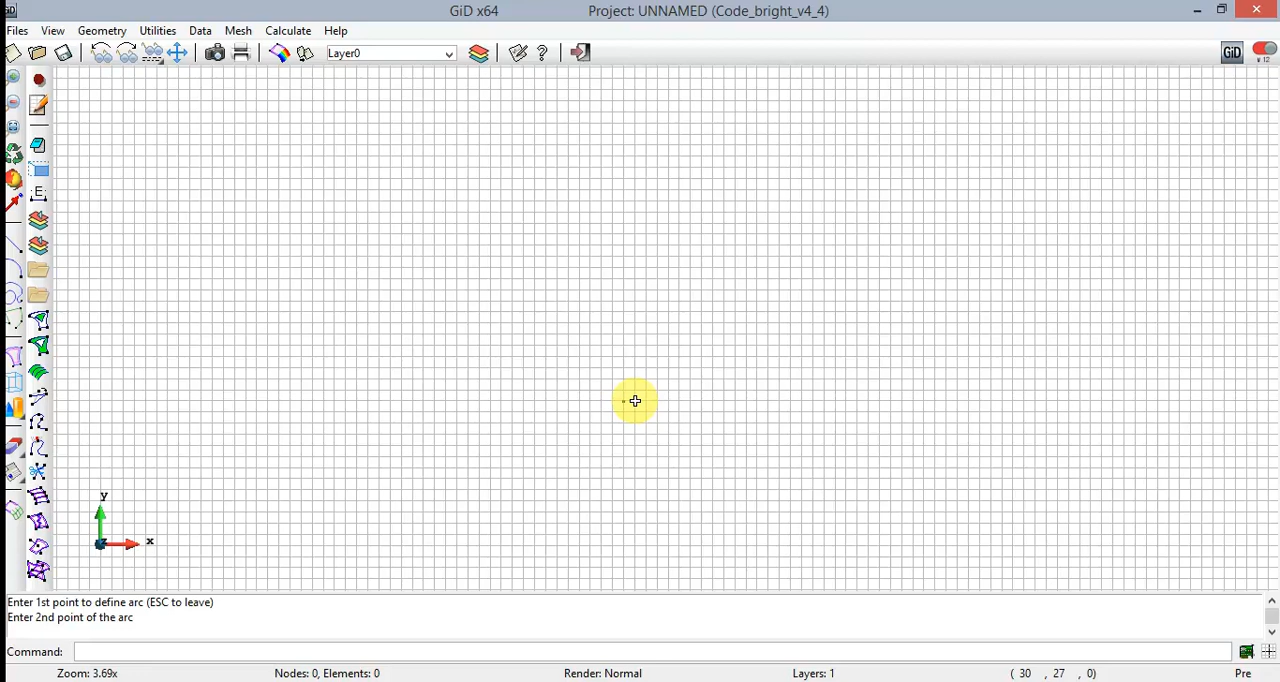 GiD x64 Project: UNNAMED (Code_bright_v4_4)
Files View Geometry Utilities Data Mesh Calculate Help
Layer0
GiD
E
y
x
Enter 1st point to define arc (ESC to leave)
Enter 2nd point of the arc
Command:
Zoom: 3.69x Nodes: 0, Elements: 0 Render: Normal Layers: 1 ( 30 , 27 , 0) Pre